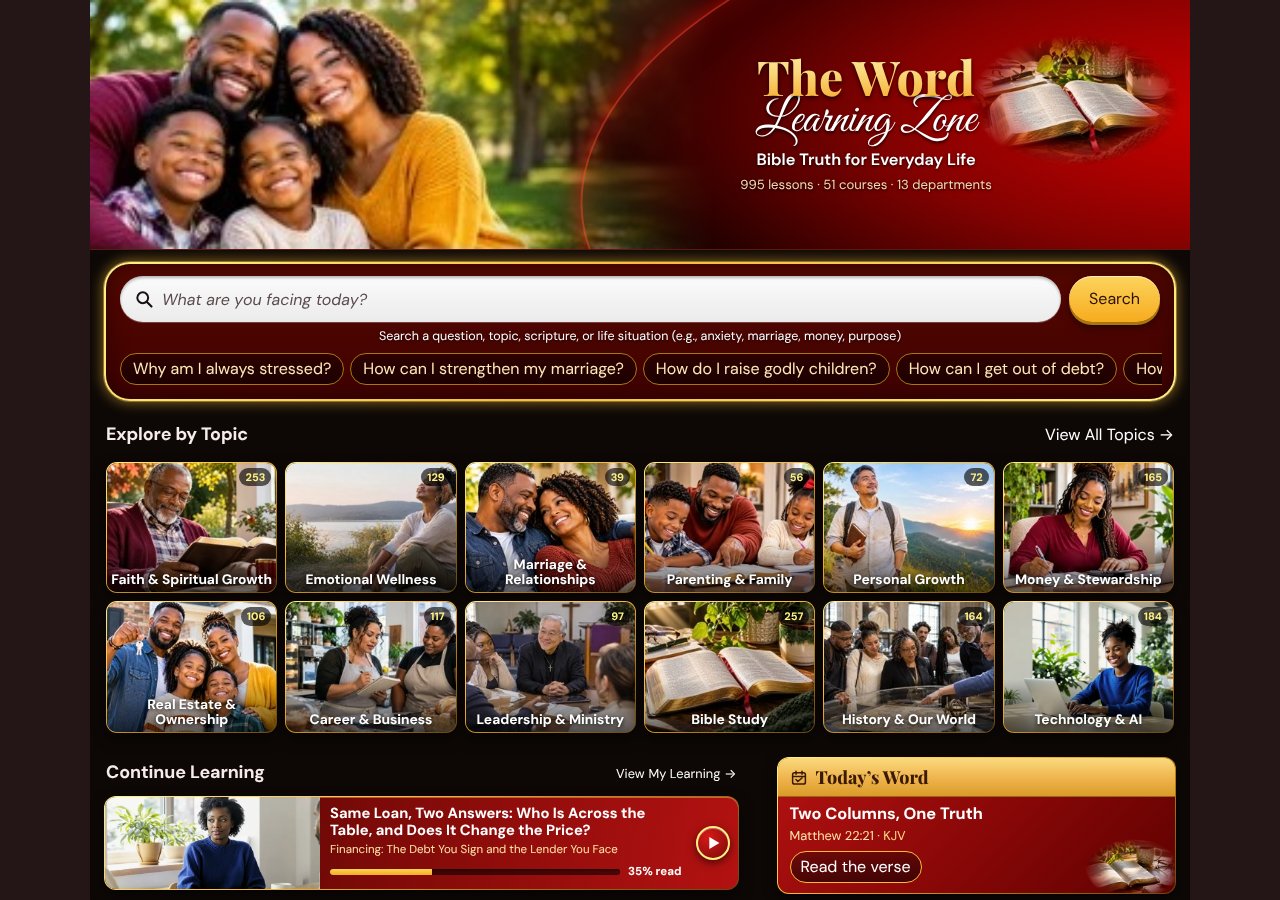 The Word
Learning Zone
Bible Truth for Everyday Life
995 lessons · 51 courses · 13 departments
What are you facing today?
Search
Search a question, topic, scripture, or life situation (e.g., anxiety, marriage, money, purpose)
Why am I always stressed?
How can I strengthen my marriage?
How do I raise godly children?
How can I get out of debt?
How
Explore by Topic
View All Topics →
253
Faith & Spiritual Growth
129
Emotional Wellness
39
Marriage &
Relationships
56
Parenting & Family
72
Personal Growth
165
Money & Stewardship
106
Real Estate &
Ownership
117
Career & Business
97
Leadership & Ministry
257
Bible Study
164
History & Our World
184
Technology & AI
Continue Learning
View My Learning →
Same Loan, Two Answers: Who Is Across the
Table, and Does It Change the Price?
Financing: The Debt You Sign and the Lender You Face
35% read
Today's Word
Two Columns, One Truth
Matthew 22:21 · KJV
Read the verse